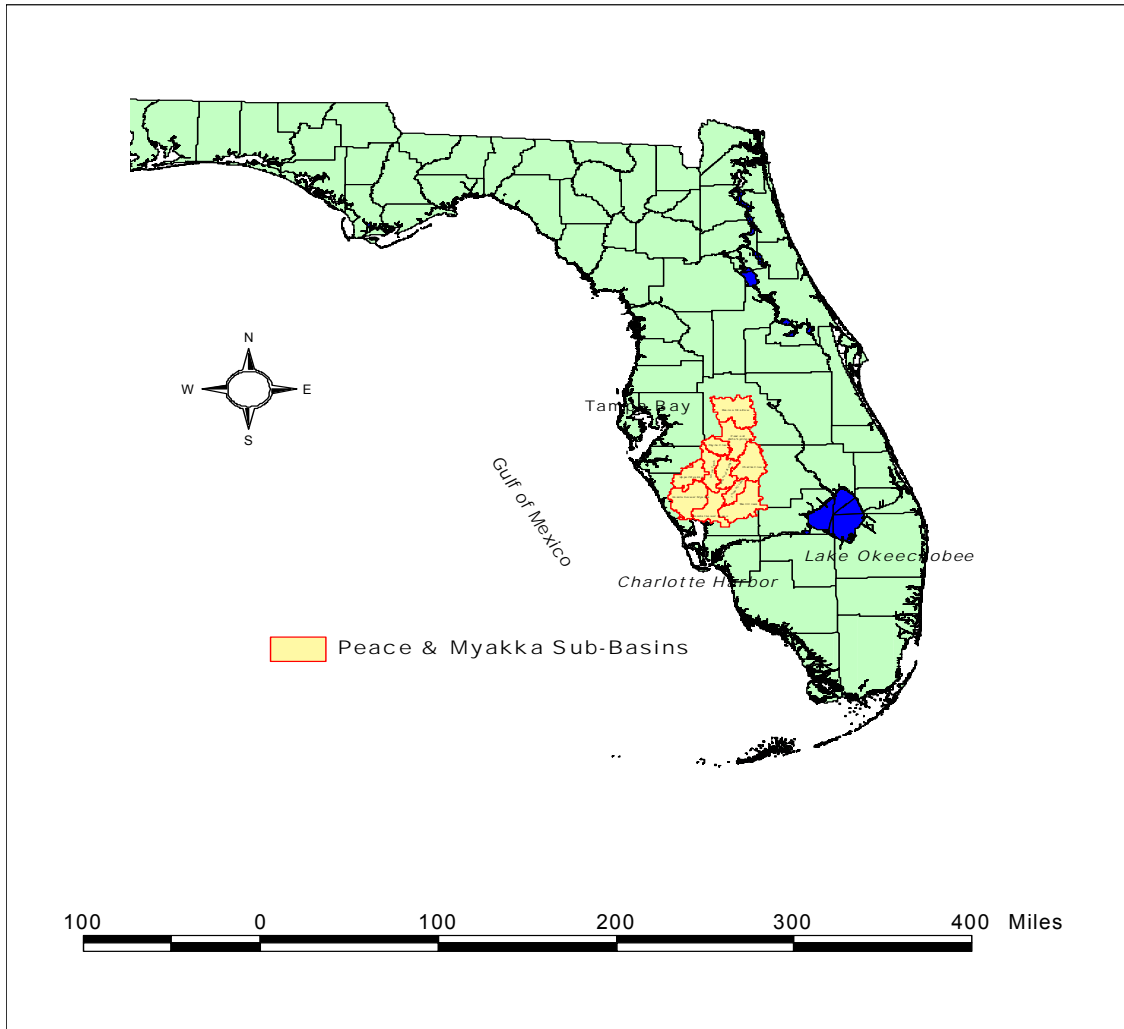 N
W E
S
Tampa Bay
Gulf of Mexico
Lake Okeechobee
Charlotte Harbor
Peace & Myakka Sub-Basins
100 0 100 200 300 400 Miles